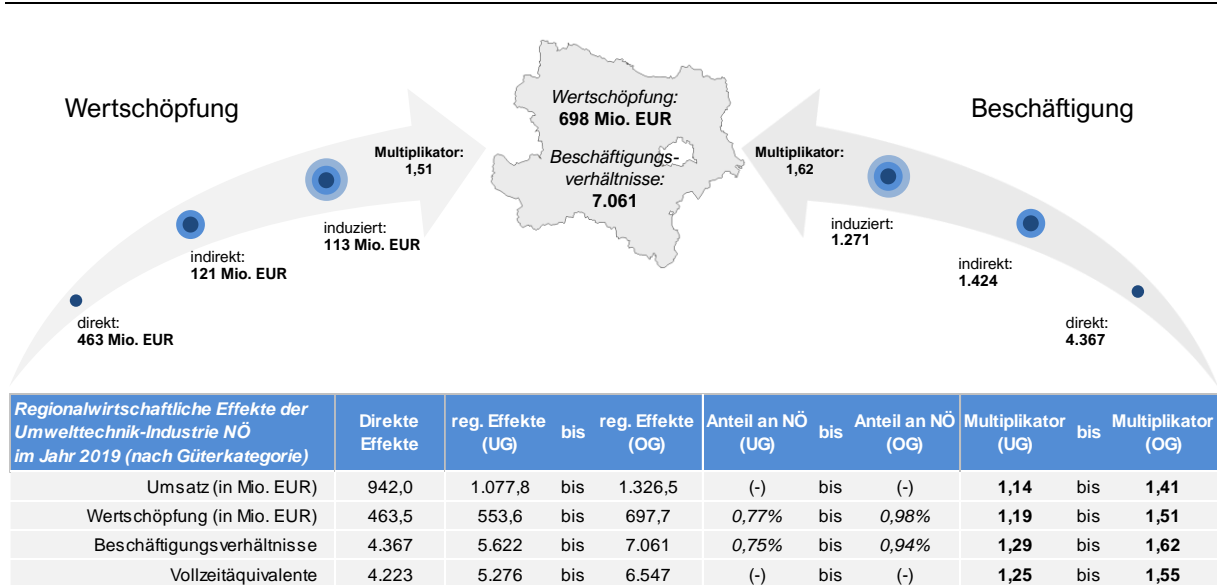 Wertschöpfung
Beschäftigung
Wertschöpfung:
698 Mio. EUR
Beschäftigungs-
verhältnisse:
7.061
Multiplikator:
1,51
Multiplikator:
1,62
induziert:
113 Mio. EUR
indirekt:
121 Mio. EUR
direkt:
463 Mio. EUR
induziert:
1.271
indirekt:
1.424
direkt:
4.367
Regionalwirtschaftliche Effekte der
Umwelttechnik-Industrie NÖ
im Jahr 2019 (nach Güterkategorie)
Direkte
Effekte
reg. Effekte
(UG)
bis
reg. Effekte
(OG)
Anteil an NÖ
(UG)
bis
Anteil an NÖ
(OG)
Multiplikator
(UG)
bis
Multiplikator
(OG)
Umsatz (in Mio. EUR) 942,0 1.077,8 bis 1.326,5 (-) bis (-) 1,14 bis 1,41
Wertschöpfung (in Mio. EUR) 463,5 553,6 bis 697,7 0,77% bis 0,98% 1,19 bis 1,51
Beschäftigungsverhältnisse 4.367 5.622 bis 7.061 0,75% bis 0,94% 1,29 bis 1,62
Vollzeitäquivalente 4.223 5.276 bis 6.547 (-) bis (-) 1,25 bis 1,55